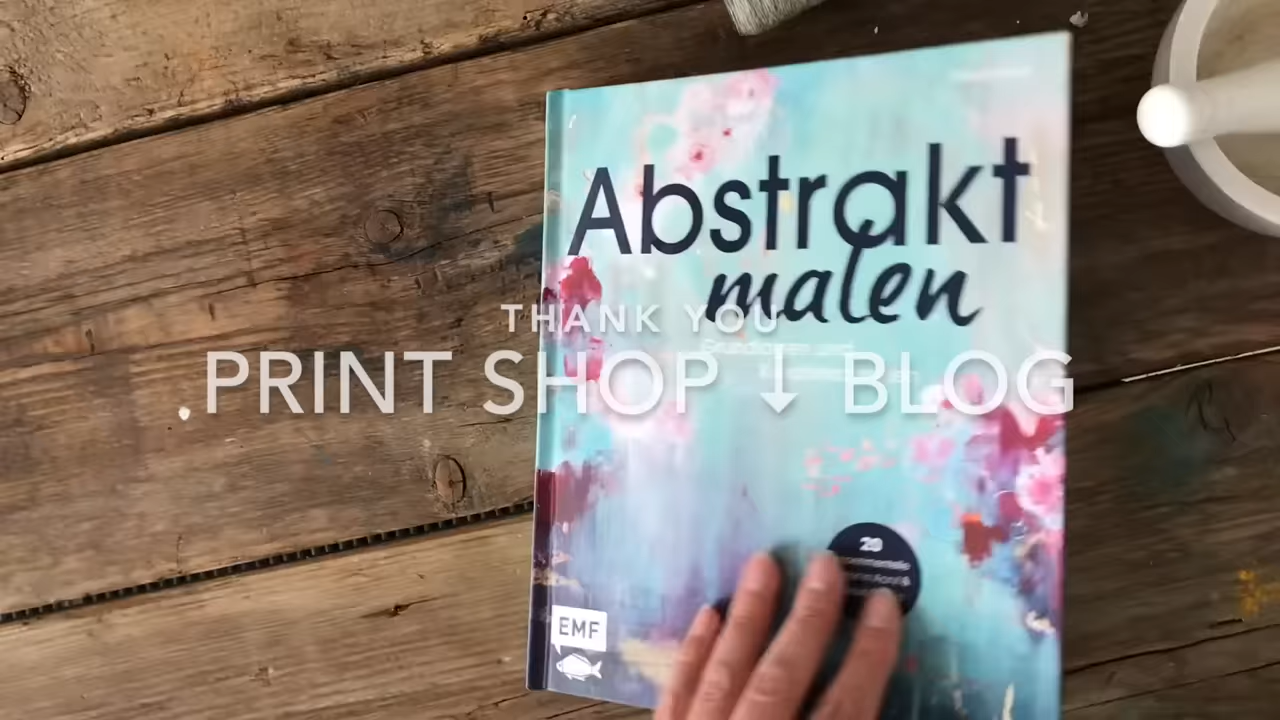 Abstrakt
malen
THANK YOU
PRINT SHOP ↓ BLOG
20
EMF